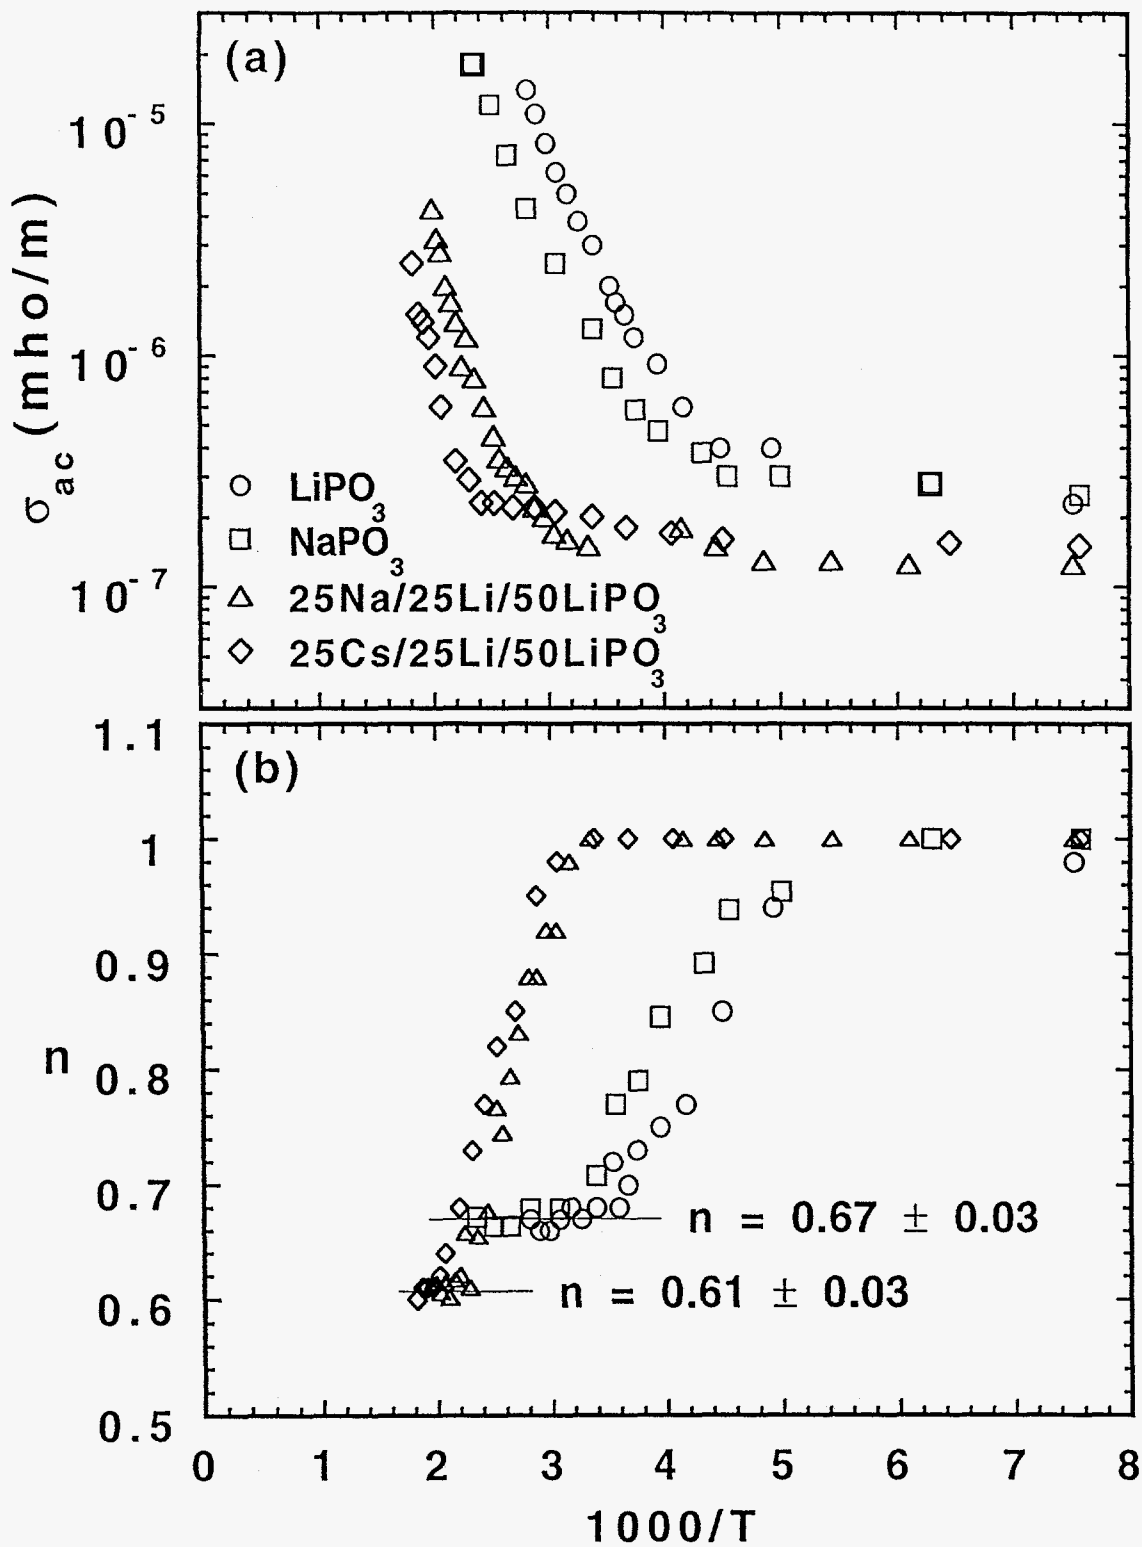 (a)
10⁻⁵
10⁻⁶
10⁻⁷
σac (mho/m)
LiPO₃
NaPO₃
25Na/25Li/50LiPO₃
25Cs/25Li/50LiPO₃
(b)
1.1
1
0.9
0.8
0.7
0.6
0.5
n
n = 0.67 ± 0.03
n = 0.61 ± 0.03
0 1 2 3 4 5 6 7 8
1000/T